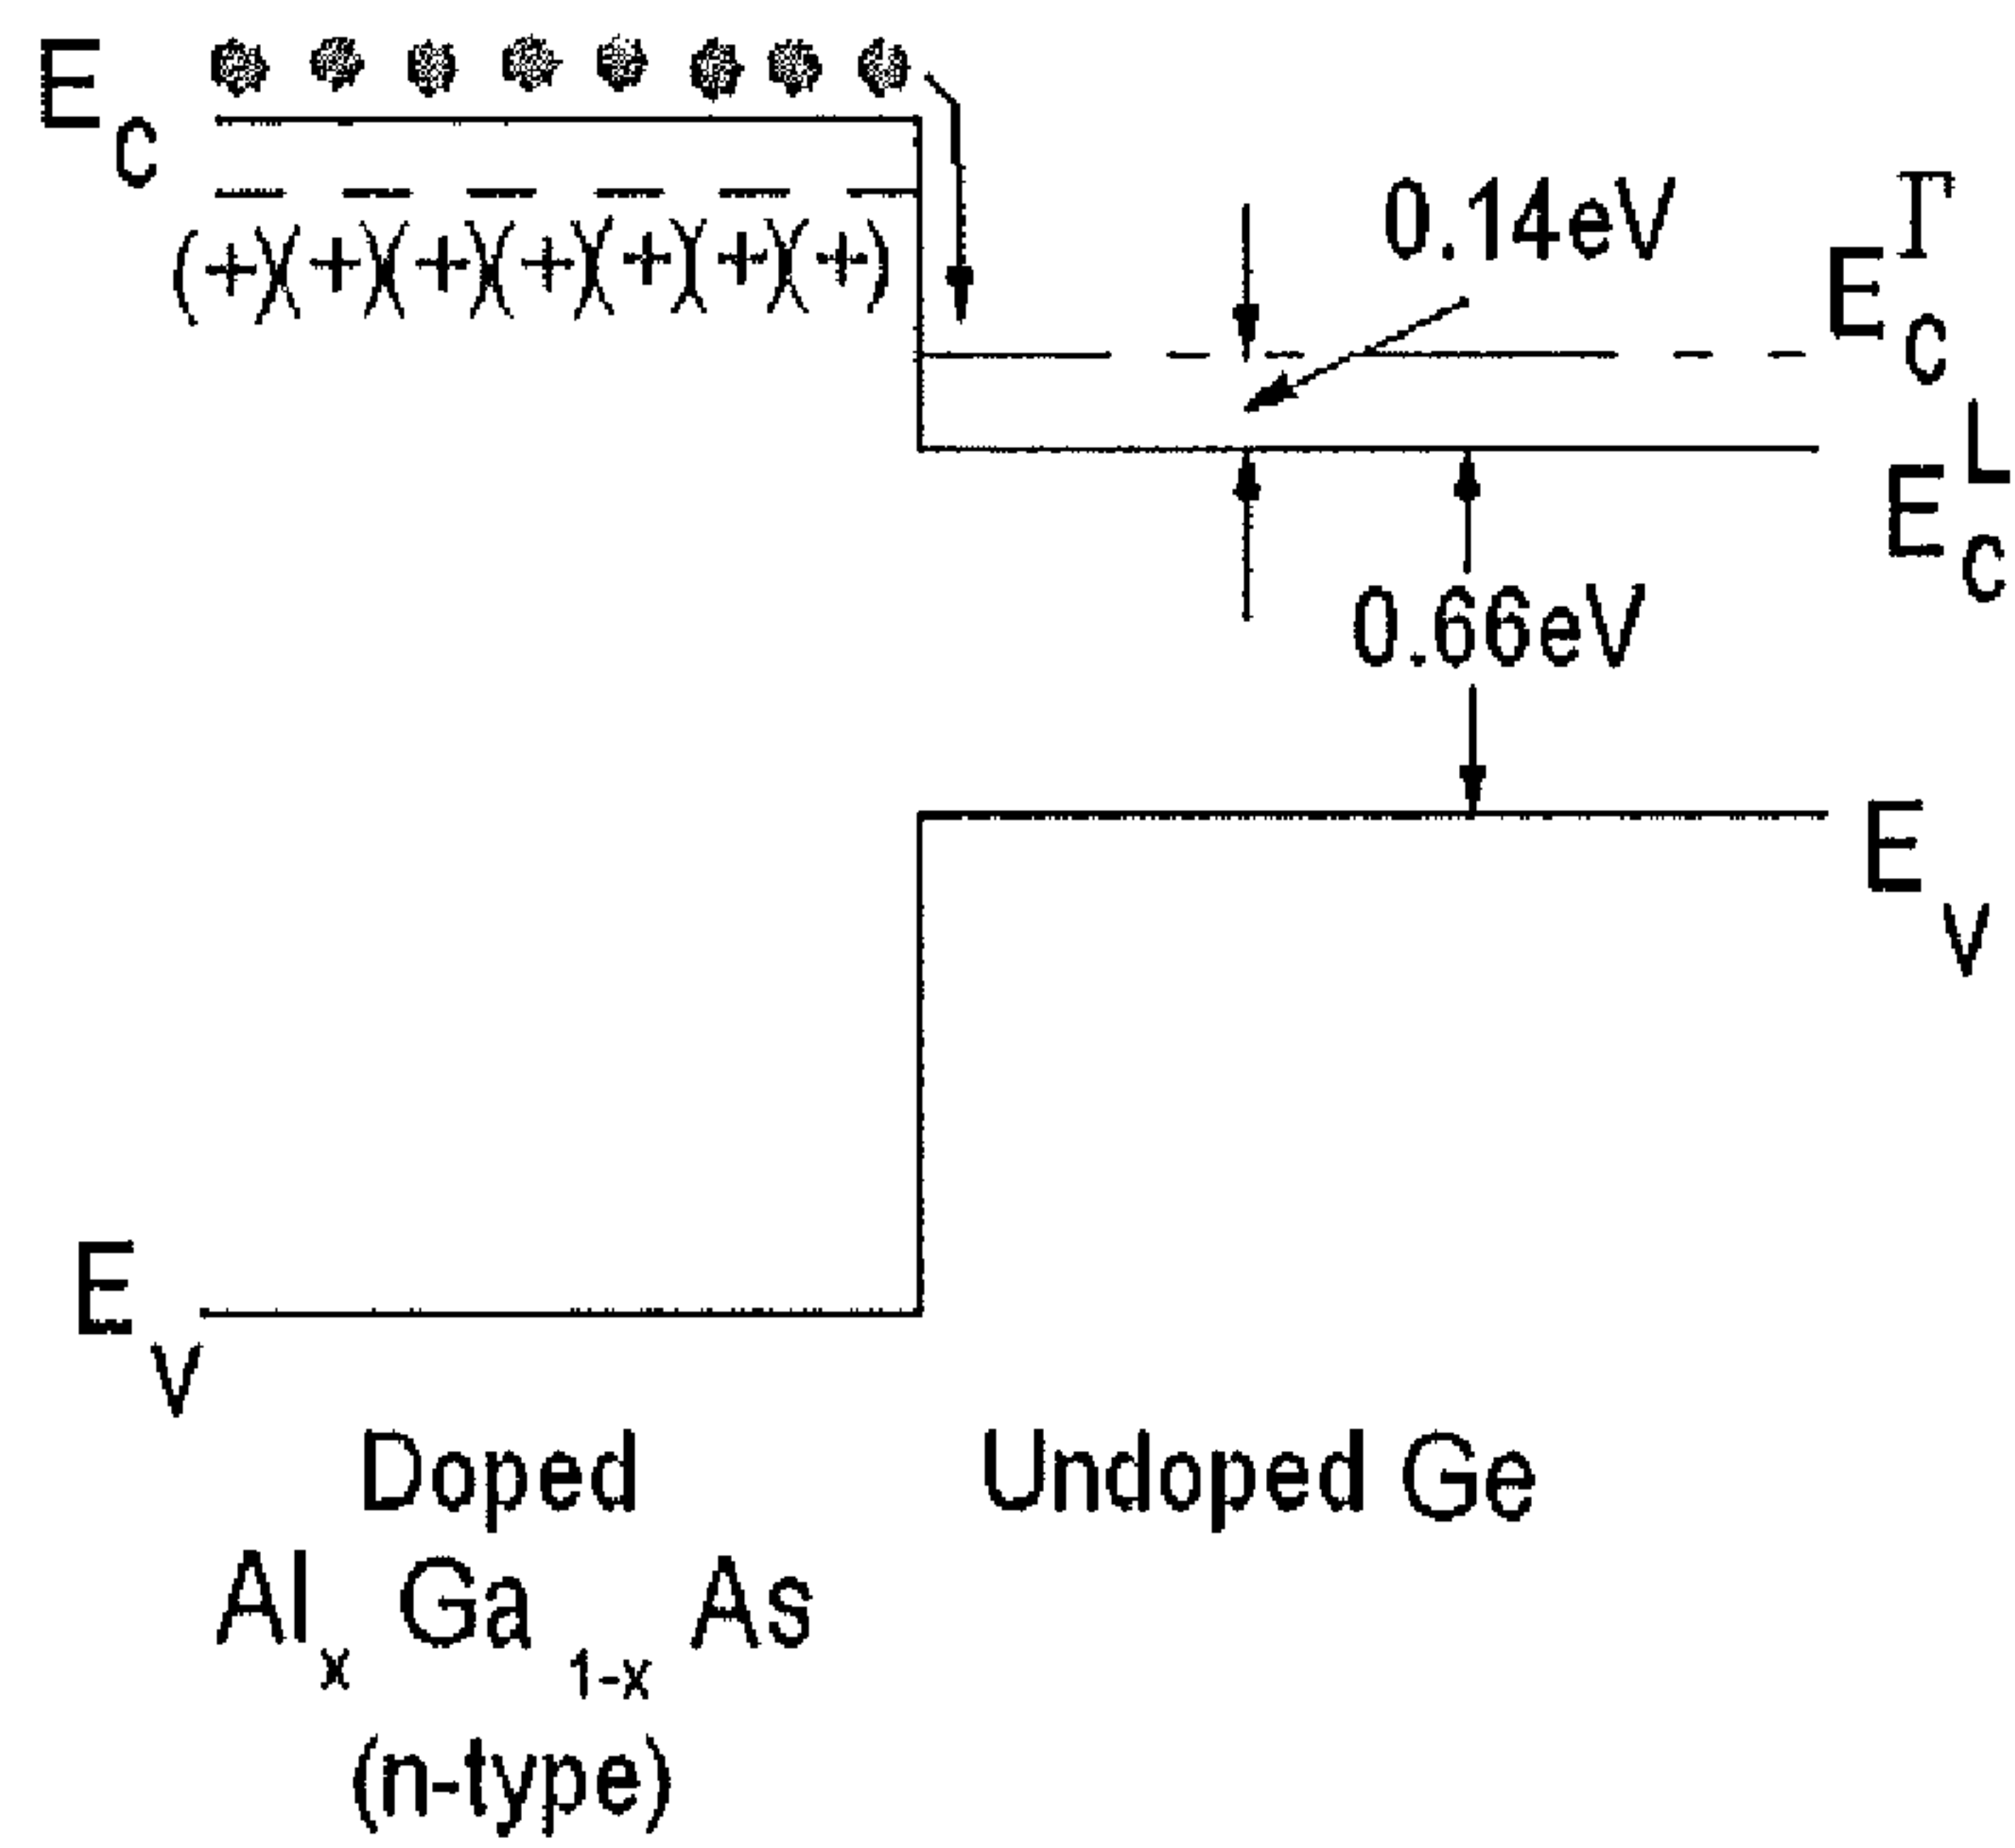 E_C
(+)(+)(+)(+)(+)(+)(+)
0.14eV
E_C^Γ
E_C^L
0.66eV
E_V
E_V
Doped
Undoped Ge
Al_x Ga_1-x As
(n-type)